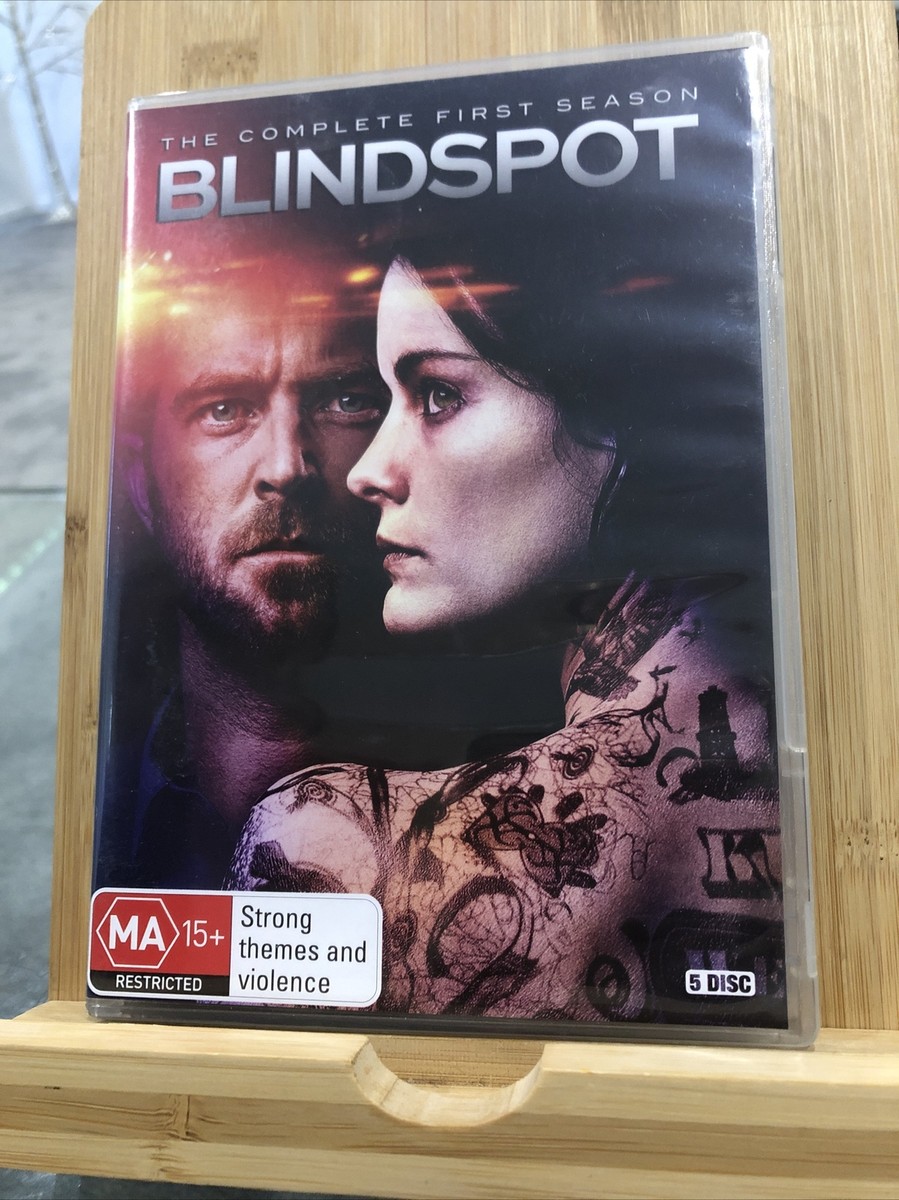 THE COMPLETE FIRST SEASON
BLINDSPOT
MA 15+
RESTRICTED
Strong
themes and
violence
5 DISC